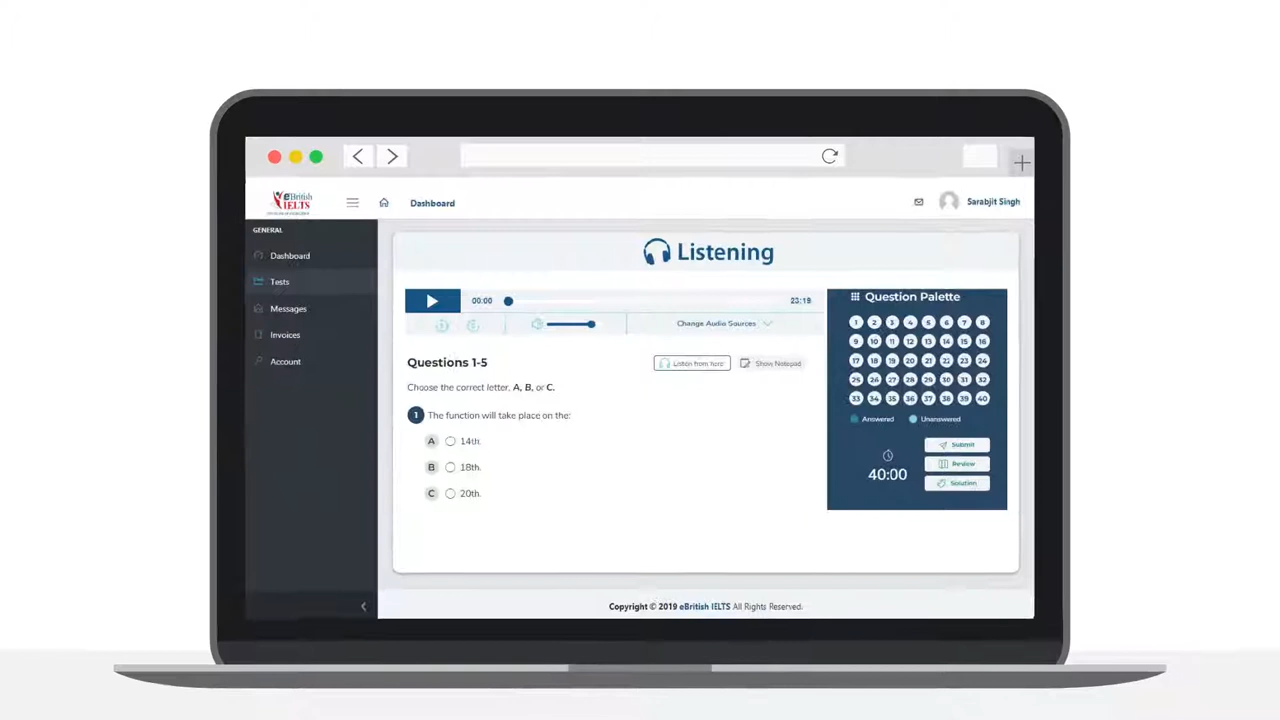 eBritish
IELTS
Dashboard
Sarabjit Singh
GENERAL
Dashboard
Tests
Messages
Invoices
Account
Listening
00:00
23:19
Change Audio Sources
Questions 1-5
Listen from here
Show Notepad
Choose the correct letter, A, B, or C.
1 The function will take place on the:
A 14th.
B 18th.
C 20th.
Question Palette
1 2 3 4 5 6 7 8
9 10 11 12 13 14 15 16
17 18 19 20 21 22 23 24
25 26 27 28 29 30 31 32
33 34 35 36 37 38 39 40
Answered Unanswered
40:00
Submit
Review
Solution
Copyright © 2019 eBritish IELTS All Rights Reserved.